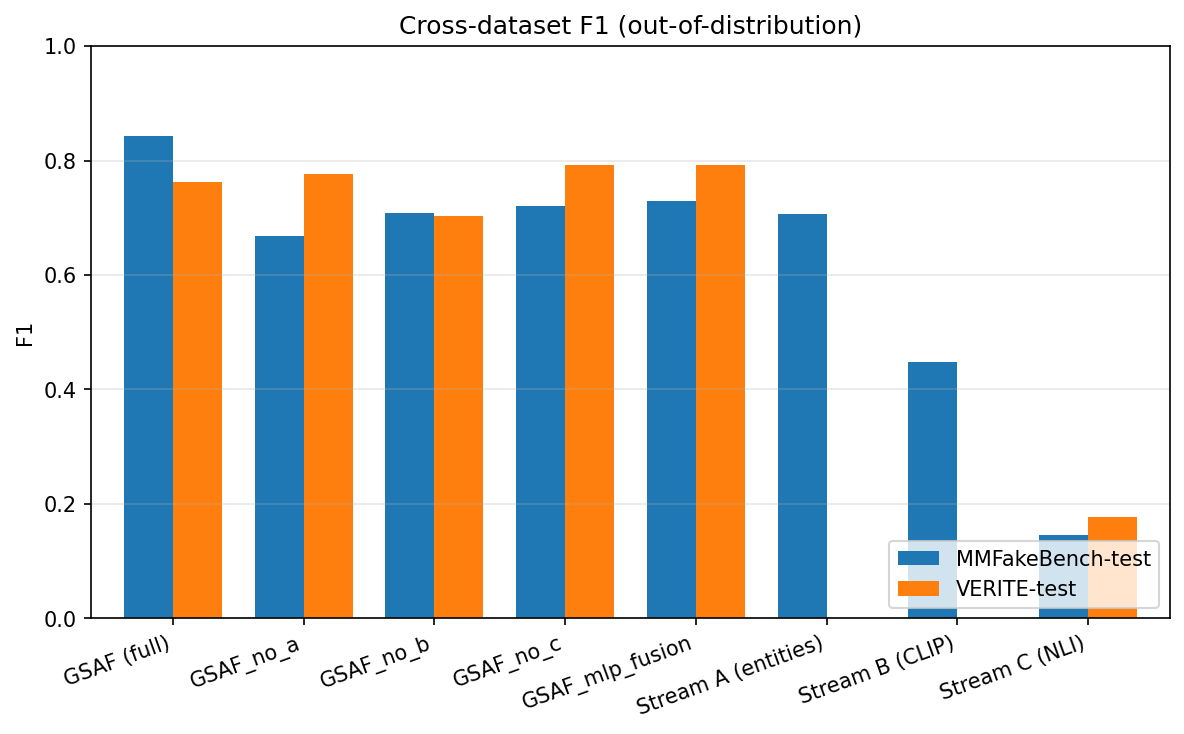 Cross-dataset F1 (out-of-distribution)
1.0
0.8
0.6
0.4
0.2
0.0
F1
MMFakeBench-test
VERITE-test
GSAF (full)
GSAF_no_a
GSAF_no_b
GSAF_no_c
GSAF_mlp_fusion
Stream A (entities)
Stream B (CLIP)
Stream C (NLI)